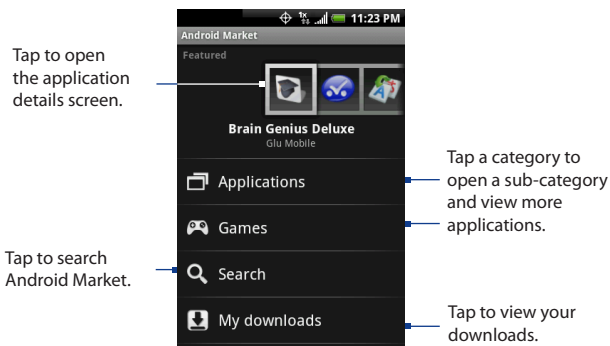 11:23 PM
Android Market
Featured
Tap to open
the application
details screen.
Brain Genius Deluxe
Glu Mobile
Applications
Games
Tap a category to
open a sub-category
and view more
applications.
Tap to search
Android Market.
Search
My downloads
Tap to view your
downloads.